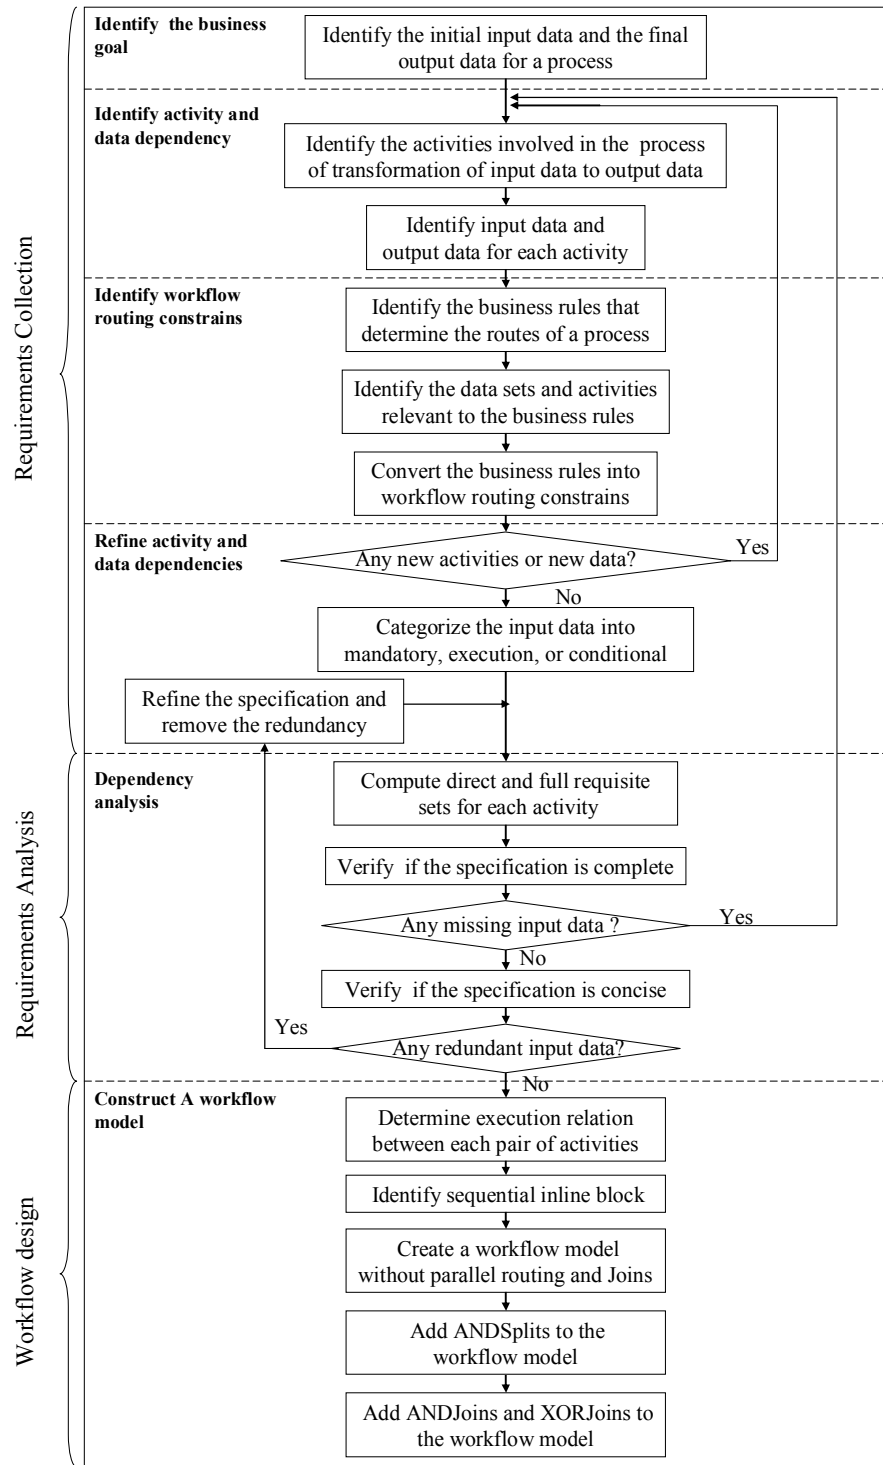 Identify the business
goal
Identify the initial input data and the final
output data for a process
Identify activity and
data dependency
Identify the activities involved in the process
of transformation of input data to output data
Identify input data and
output data for each activity
Requirements Collection
Identify workflow
routing constrains
Identify the business rules that
determine the routes of a process
Identify the data sets and activities
relevant to the business rules
Convert the business rules into
workflow routing constrains
Refine activity and
data dependencies
Any new activities or new data?
Yes
No
Categorize the input data into
mandatory, execution, or conditional
Refine the specification and
remove the redundancy
Requirements Analysis
Dependency
analysis
Compute direct and full requisite
sets for each activity
Verify if the specification is complete
Any missing input data ?
Yes
No
Verify if the specification is concise
Yes
Any redundant input data?
No
Workflow design
Construct A workflow
model
Determine execution relation
between each pair of activities
Identify sequential inline block
Create a workflow model
without parallel routing and Joins
Add ANDSplits to the
workflow model
Add ANDJoins and XORJoins to
the workflow model